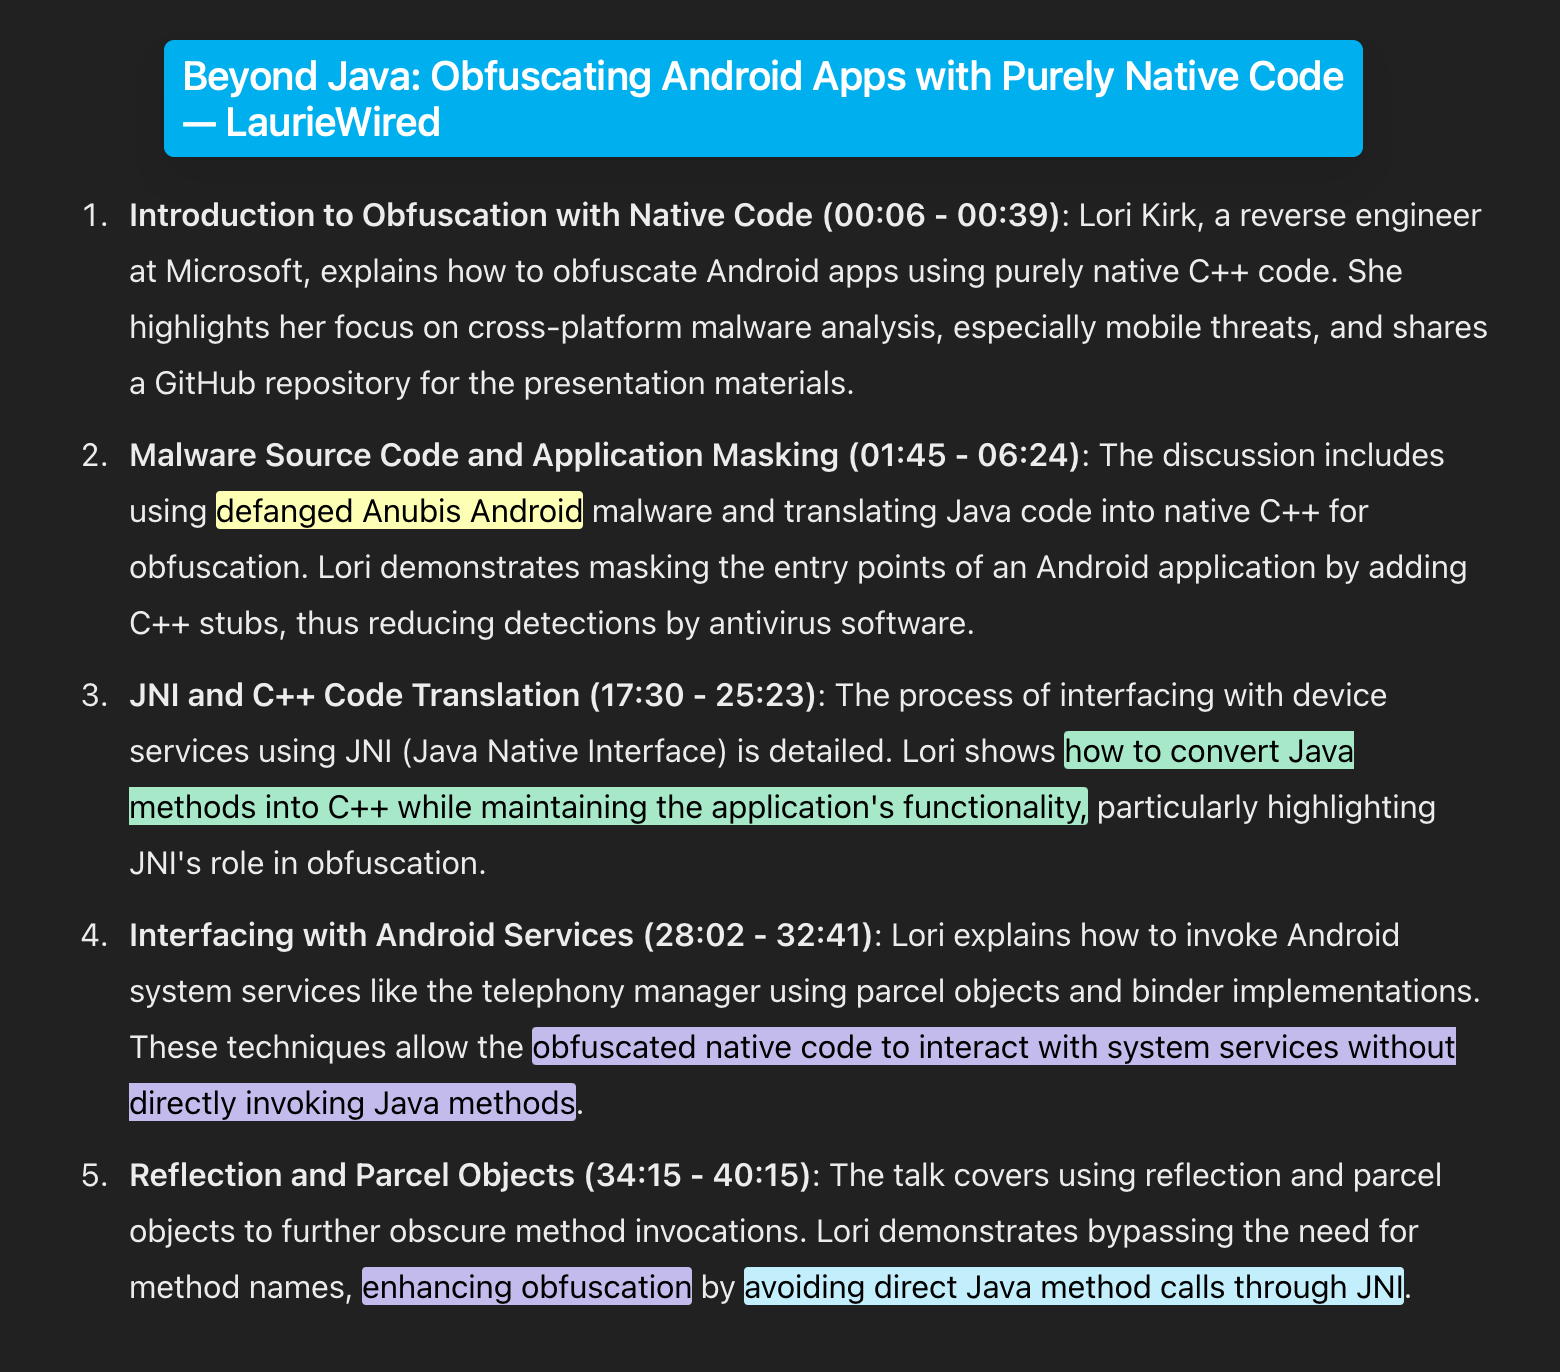 Beyond Java: Obfuscating Android Apps with Purely Native Code
— LaurieWired
1. Introduction to Obfuscation with Native Code (00:06 - 00:39): Lori Kirk, a reverse engineer
at Microsoft, explains how to obfuscate Android apps using purely native C++ code. She
highlights her focus on cross-platform malware analysis, especially mobile threats, and shares
a GitHub repository for the presentation materials.
2. Malware Source Code and Application Masking (01:45 - 06:24): The discussion includes
using defanged Anubis Android malware and translating Java code into native C++ for
obfuscation. Lori demonstrates masking the entry points of an Android application by adding
C++ stubs, thus reducing detections by antivirus software.
3. JNI and C++ Code Translation (17:30 - 25:23): The process of interfacing with device
services using JNI (Java Native Interface) is detailed. Lori shows how to convert Java
methods into C++ while maintaining the application's functionality, particularly highlighting
JNI's role in obfuscation.
4. Interfacing with Android Services (28:02 - 32:41): Lori explains how to invoke Android
system services like the telephony manager using parcel objects and binder implementations.
These techniques allow the obfuscated native code to interact with system services without
directly invoking Java methods.
5. Reflection and Parcel Objects (34:15 - 40:15): The talk covers using reflection and parcel
objects to further obscure method invocations. Lori demonstrates bypassing the need for
method names, enhancing obfuscation by avoiding direct Java method calls through JNI.